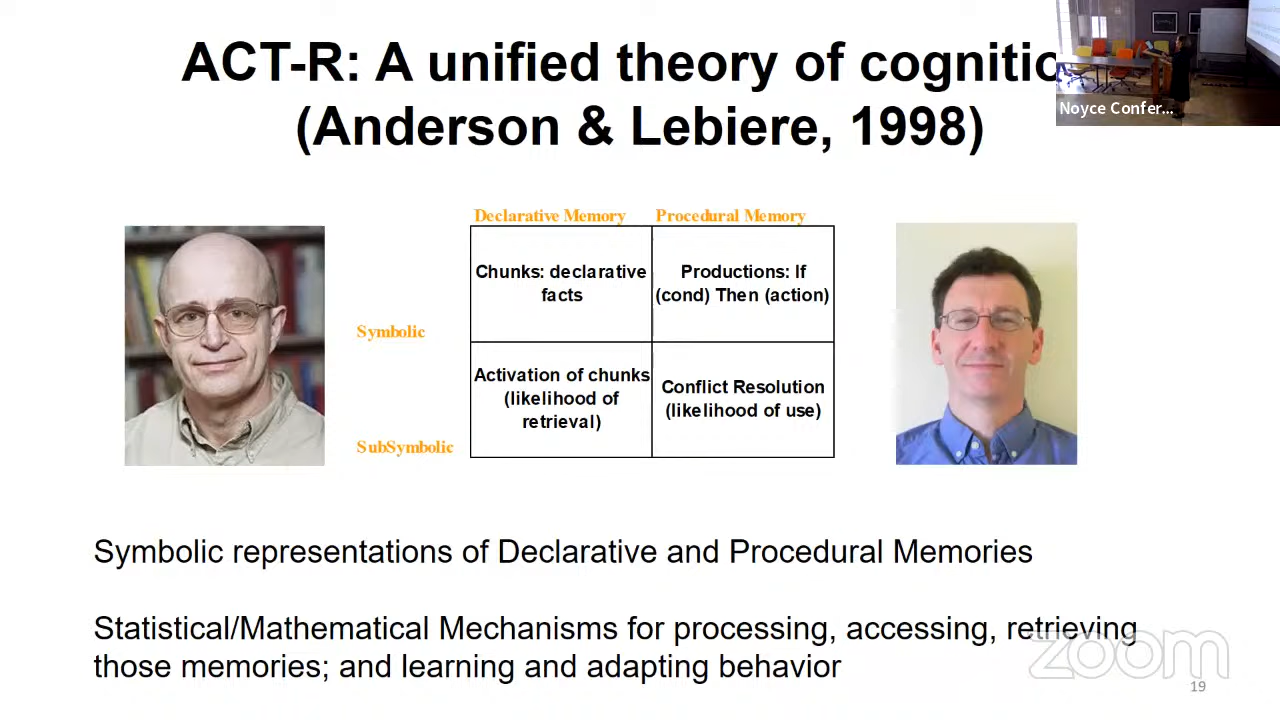 ACT-R: A unified theory of cognitio
(Anderson & Lebiere, 1998)
Noyce Confer...
Declarative Memory
Procedural Memory
Symbolic
SubSymbolic
Chunks: declarative
facts
Productions: If
(cond) Then (action)
Activation of chunks
(likelihood of
retrieval)
Conflict Resolution
(likelihood of use)
Symbolic representations of Declarative and Procedural Memories
Statistical/Mathematical Mechanisms for processing, accessing, retrieving
those memories; and learning and adapting behavior
zoom
19